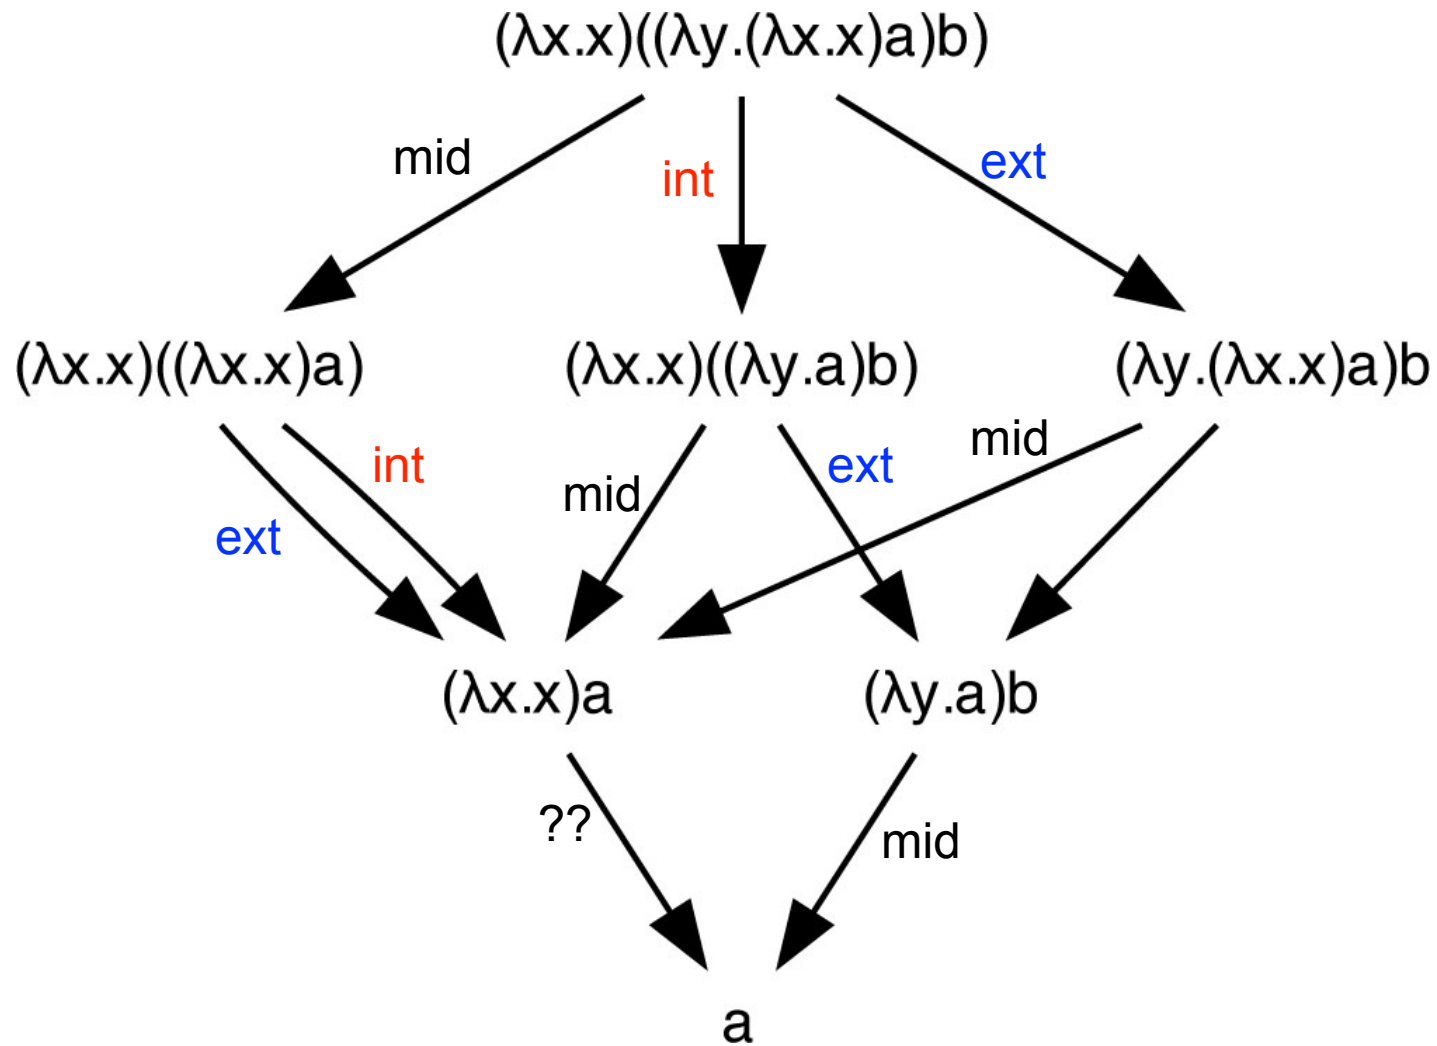 (λx.x)((λy.(λx.x)a)b)
mid
int
ext
(λx.x)((λx.x)a)
(λx.x)((λy.a)b)
(λy.(λx.x)a)b
ext
int
mid
ext
mid
(λx.x)a
(λy.a)b
??
mid
a